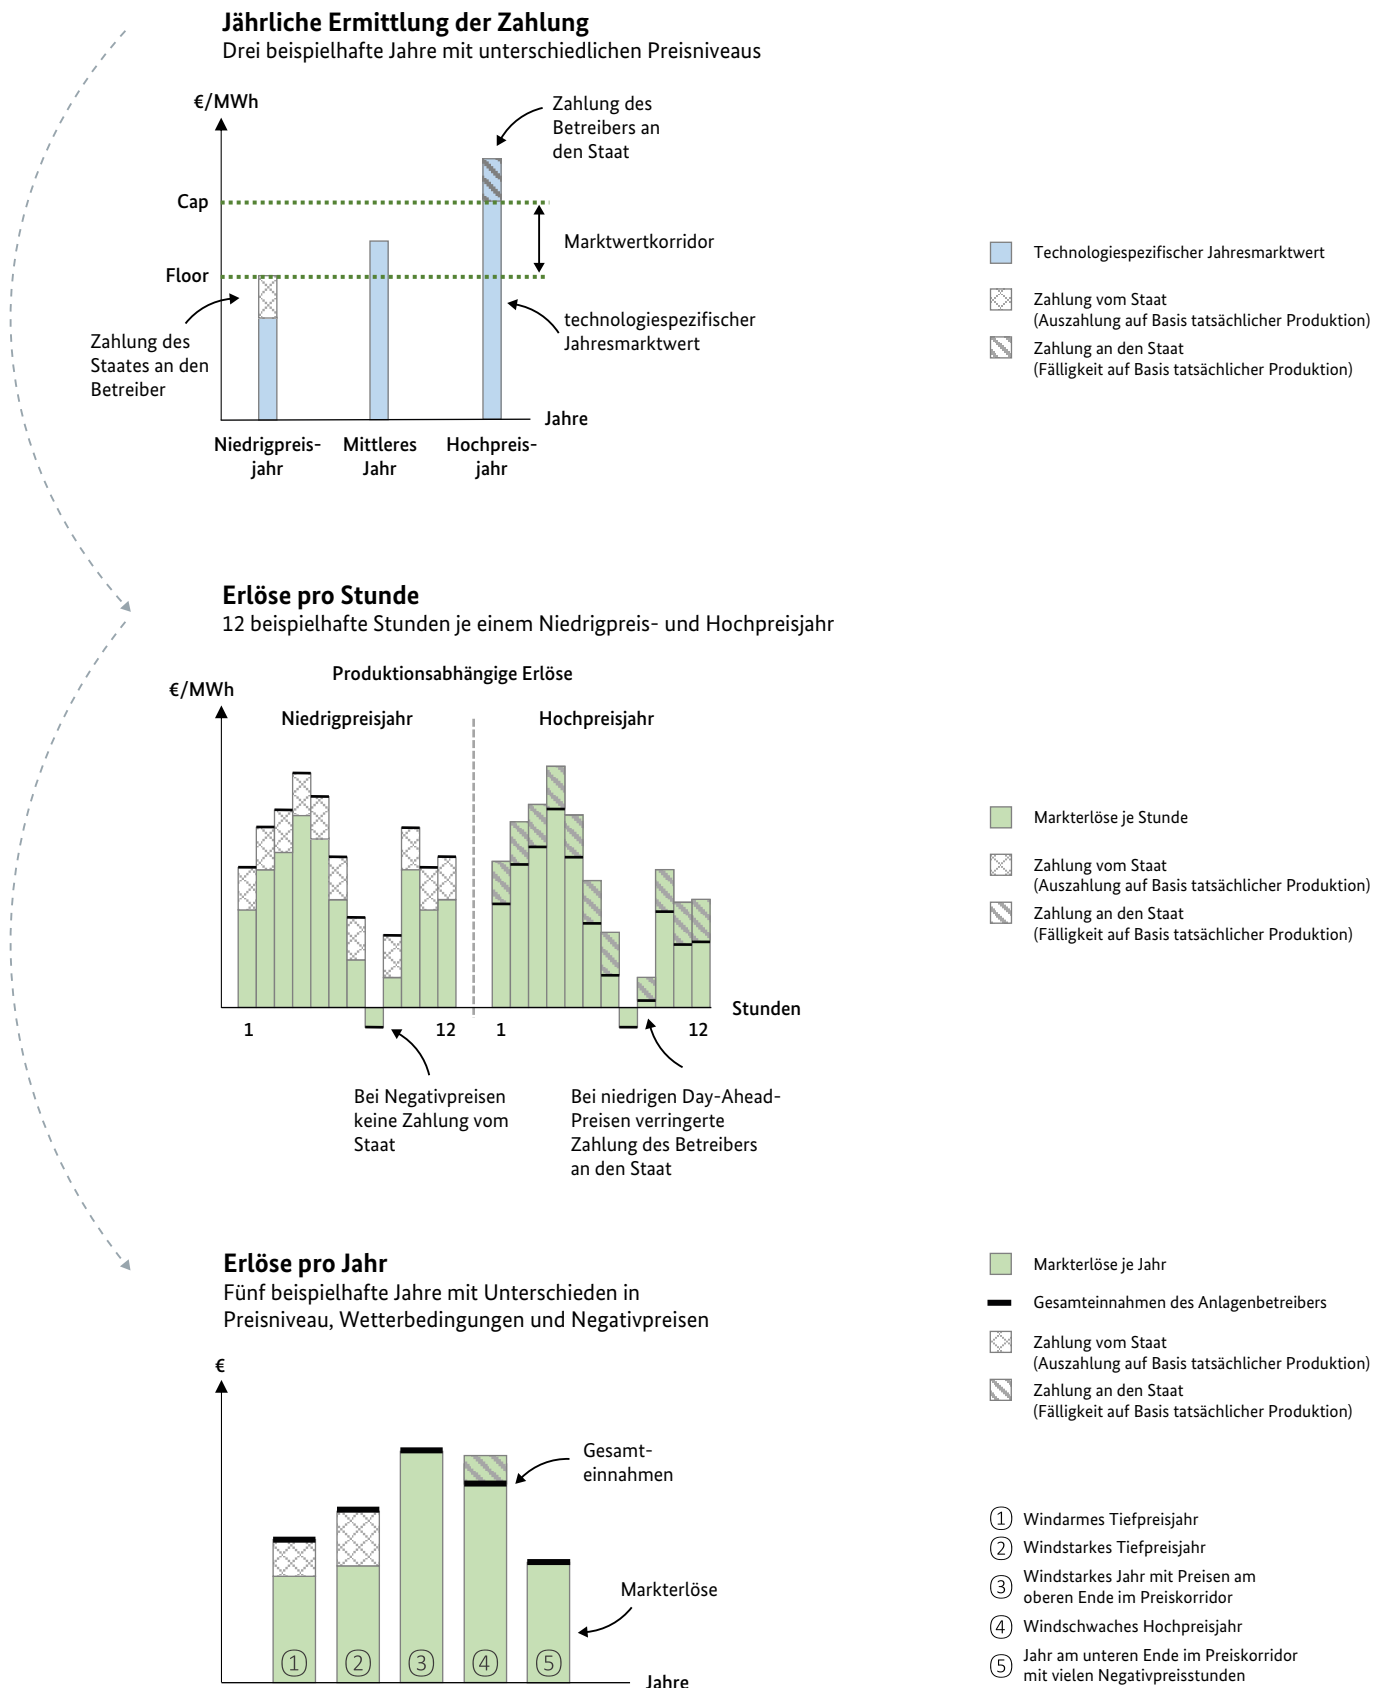 Jährliche Ermittlung der Zahlung
Drei beispielhafte Jahre mit unterschiedlichen Preisniveaus
€/MWh
Zahlung des
Betreibers an
den Staat
Cap
Marktwertkorridor
Floor
Zahlung des
Staates an den
Betreiber
technologiespezifischer
Jahresmarktwert
Jahre
Niedrigpreis-
jahr
Mittleres
Jahr
Hochpreis-
jahr
Technologiespezifischer Jahresmarktwert
Zahlung vom Staat
(Auszahlung auf Basis tatsächlicher Produktion)
Zahlung an den Staat
(Fälligkeit auf Basis tatsächlicher Produktion)
Erlöse pro Stunde
12 beispielhafte Stunden je einem Niedrigpreis- und Hochpreisjahr
Produktionsabhängige Erlöse
€/MWh
Niedrigpreisjahr
Hochpreisjahr
Stunden
1
12
1
12
Bei Negativpreisen
keine Zahlung vom
Staat
Bei niedrigen Day-Ahead-
Preisen verringerte
Zahlung des Betreibers
an den Staat
Markterlöse je Stunde
Zahlung vom Staat
(Auszahlung auf Basis tatsächlicher Produktion)
Zahlung an den Staat
(Fälligkeit auf Basis tatsächlicher Produktion)
Erlöse pro Jahr
Fünf beispielhafte Jahre mit Unterschieden in
Preisniveau, Wetterbedingungen und Negativpreisen
€
Gesamt-
einnahmen
Markterlöse
1
2
3
4
5
Jahre
Markterlöse je Jahr
Gesamteinnahmen des Anlagenbetreibers
Zahlung vom Staat
(Auszahlung auf Basis tatsächlicher Produktion)
Zahlung an den Staat
(Fälligkeit auf Basis tatsächlicher Produktion)
1 Windarmes Tiefpreisjahr
2 Windstarkes Tiefpreisjahr
3 Windstarkes Jahr mit Preisen am
oberen Ende im Preiskorridor
4 Windschwaches Hochpreisjahr
5 Jahr am unteren Ende im Preiskorridor
mit vielen Negativpreisstunden